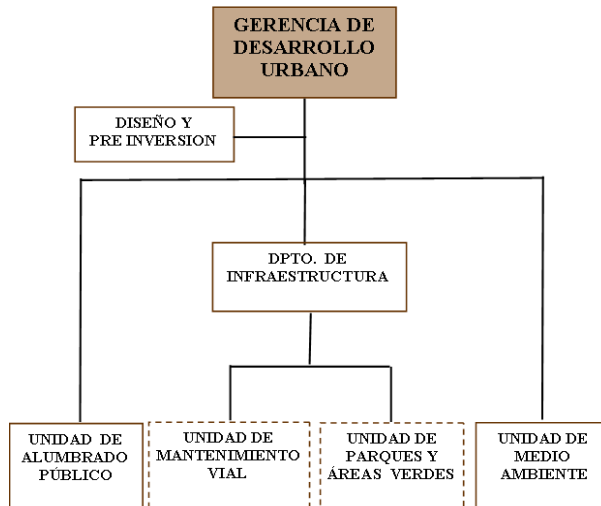 GERENCIA DE
DESARROLLO
URBANO
DISEÑO Y
PRE INVERSION
DPTO. DE
INFRAESTRUCTURA
UNIDAD DE
ALUMBRADO
PÚBLICO
UNIDAD DE
MANTENIMIENTO
VIAL
UNIDAD DE
PARQUES Y
ÁREAS VERDES
UNIDAD DE
MEDIO
AMBIENTE